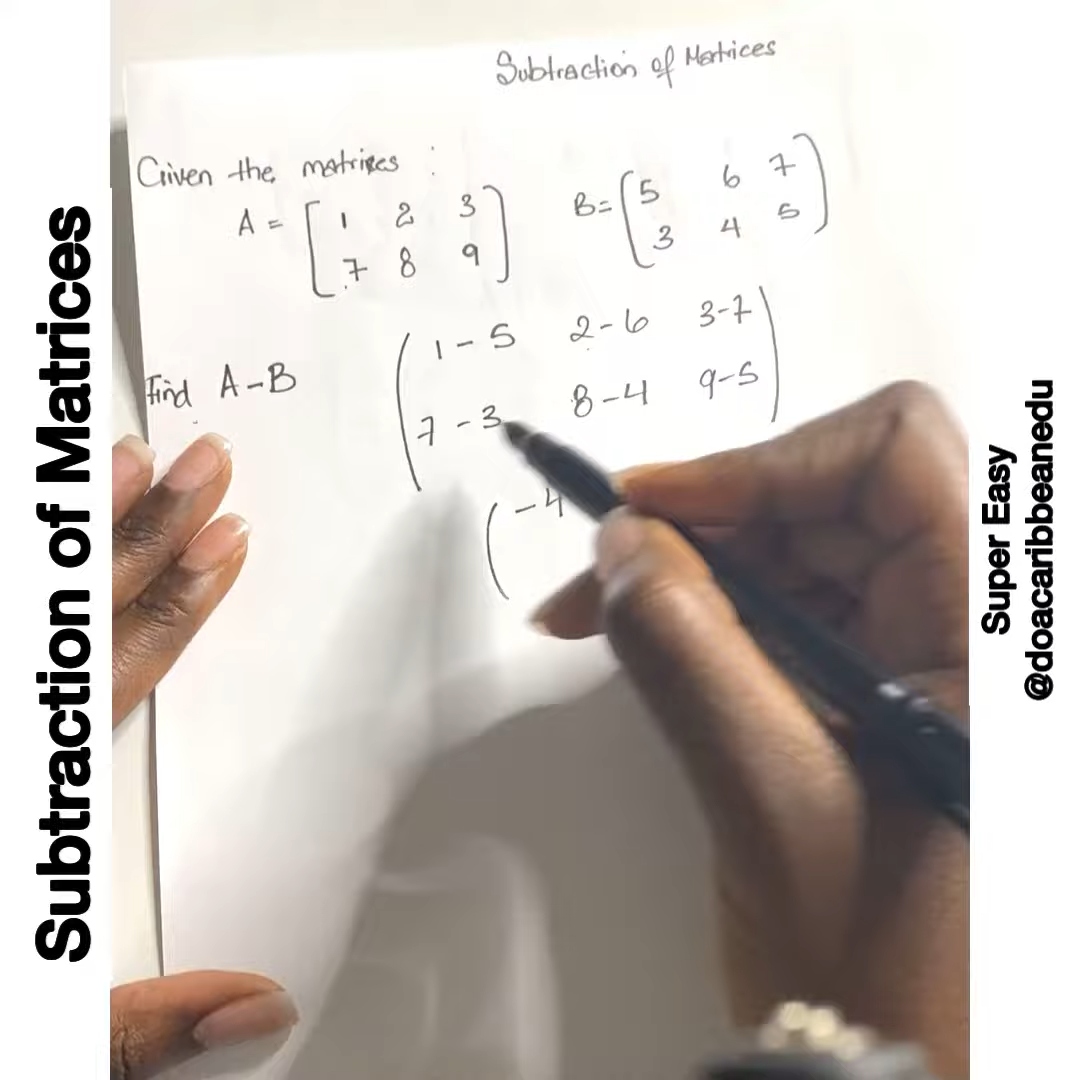 Subtraction of Matrices
Subtraction of Matrices
Given the matrixes :
A = [ 1 2 3
7 8 9 ]
B = ( 5 6 7
3 4 5 )
Find A-B
( 1 - 5 2 - 6 3 - 7
7 - 3 8 - 4 9 - 5 )
( - 4
Super Easy
@doacaribbeanedu